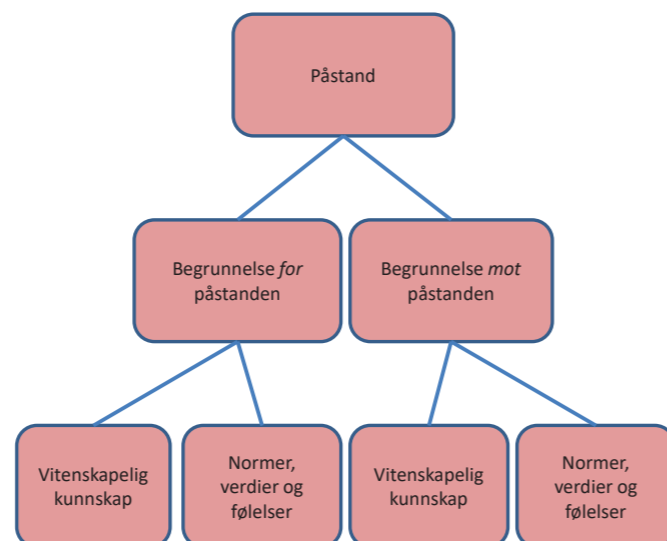 Påstand
Begrunnelse for
påstanden
Begrunnelse mot
påstanden
Vitenskapelig
kunnskap
Normer,
verdier og
følelser
Vitenskapelig
kunnskap
Normer,
verdier og
følelser